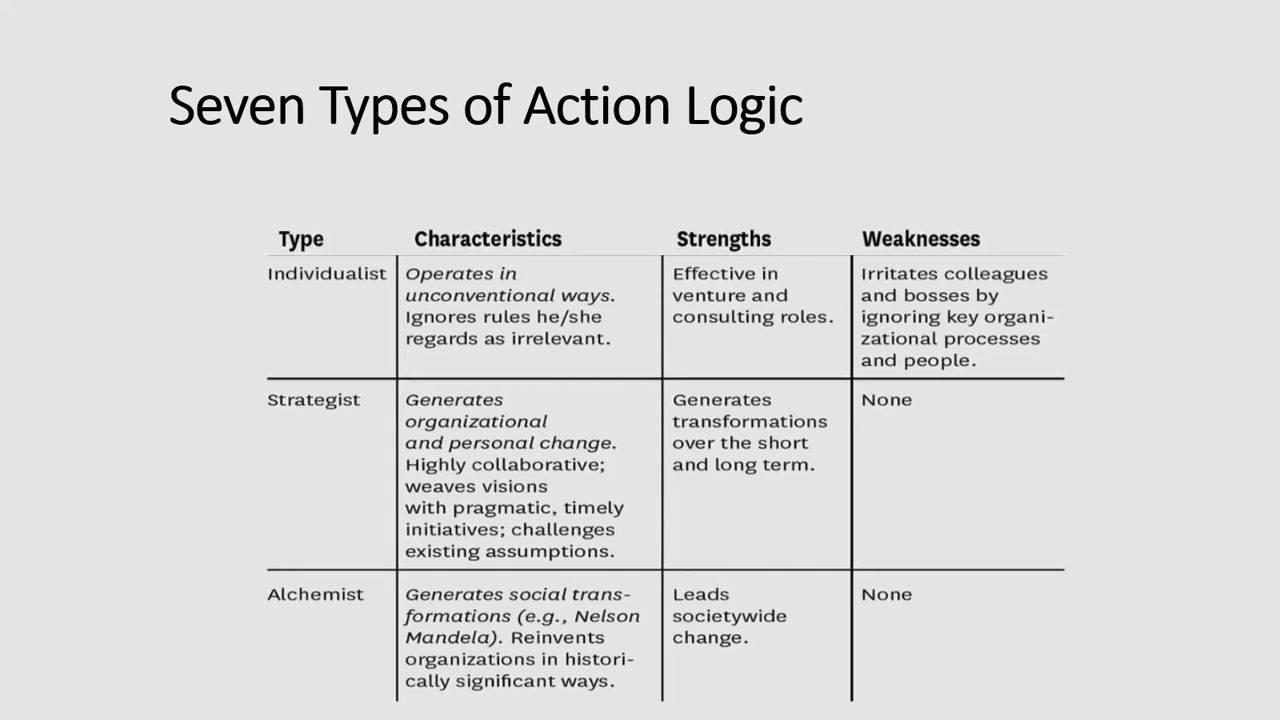 Seven Types of Action Logic
Type Characteristics Strengths Weaknesses
Individualist
Operates in
unconventional ways.
Ignores rules he/she
regards as irrelevant.
Effective in
venture and
consulting roles.
Irritates colleagues
and bosses by
ignoring key organi-
zational processes
and people.
Strategist
Generates
organizational
and personal change.
Highly collaborative;
weaves visions
with pragmatic, timely
initiatives; challenges
existing assumptions.
Generates
transformations
over the short
and long term.
None
Alchemist
Generates social trans-
formations (e.g., Nelson
Mandela). Reinvents
organizations in histori-
cally significant ways.
Leads
societywide
change.
None